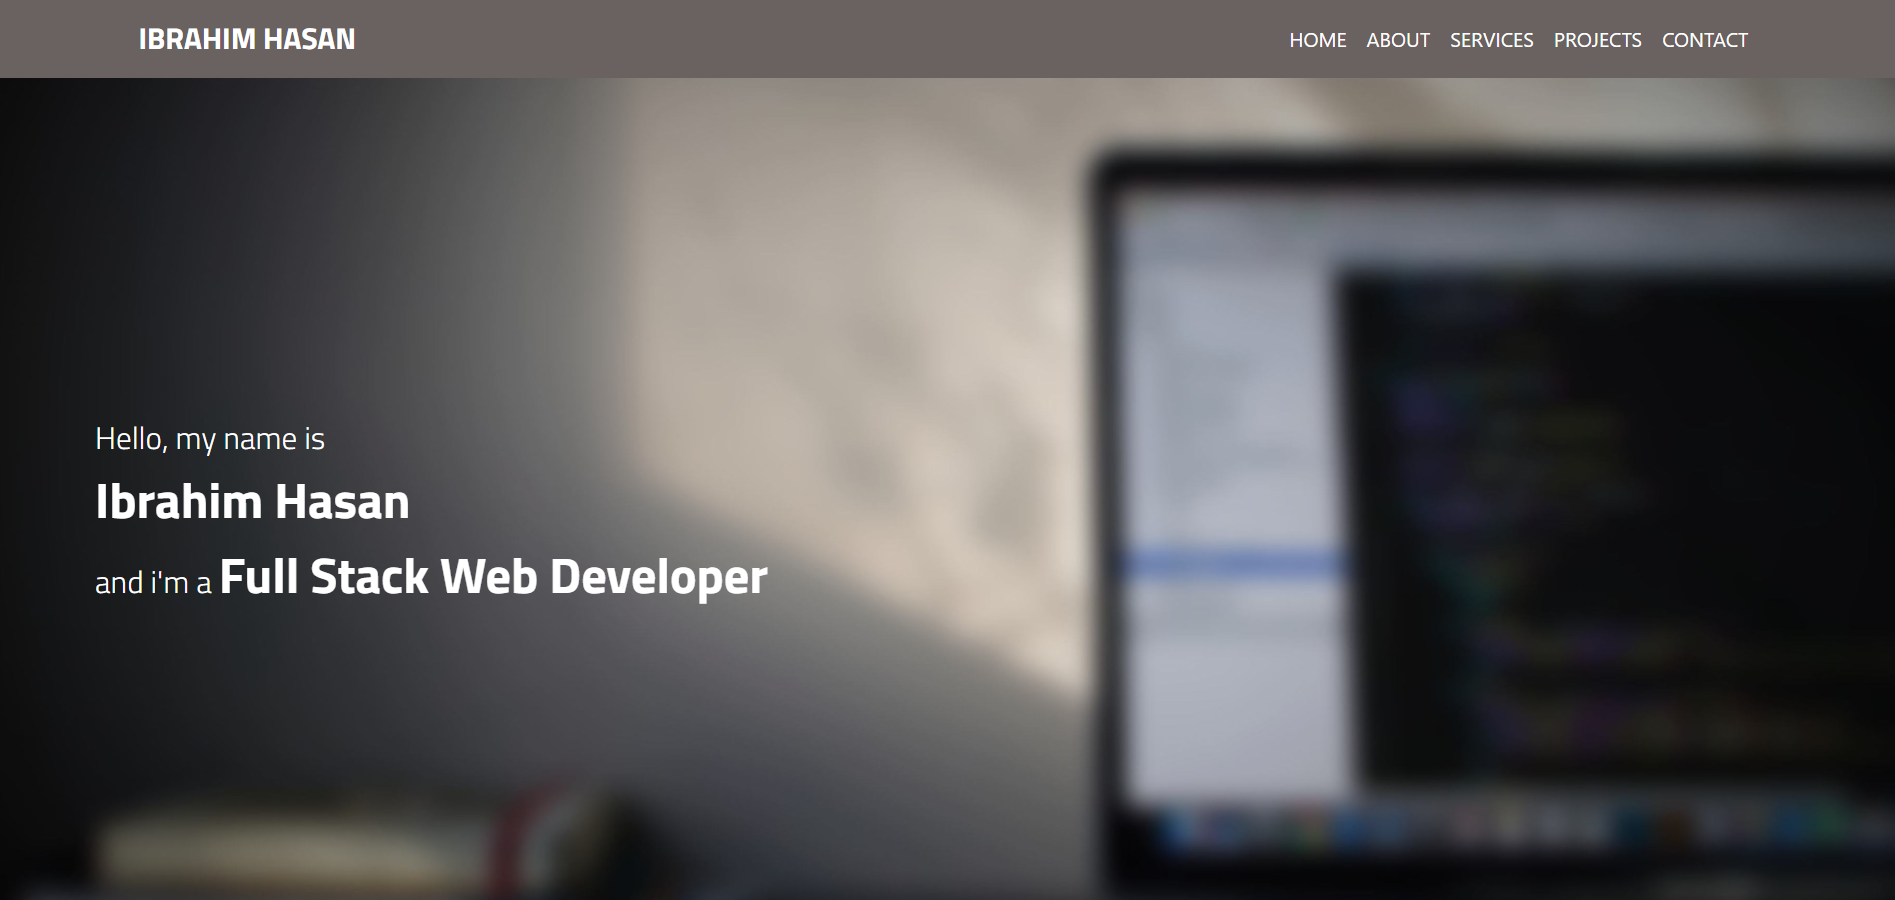 IBRAHIM HASAN
HOME ABOUT SERVICES PROJECTS CONTACT
Hello, my name is
Ibrahim Hasan
and i'm a Full Stack Web Developer